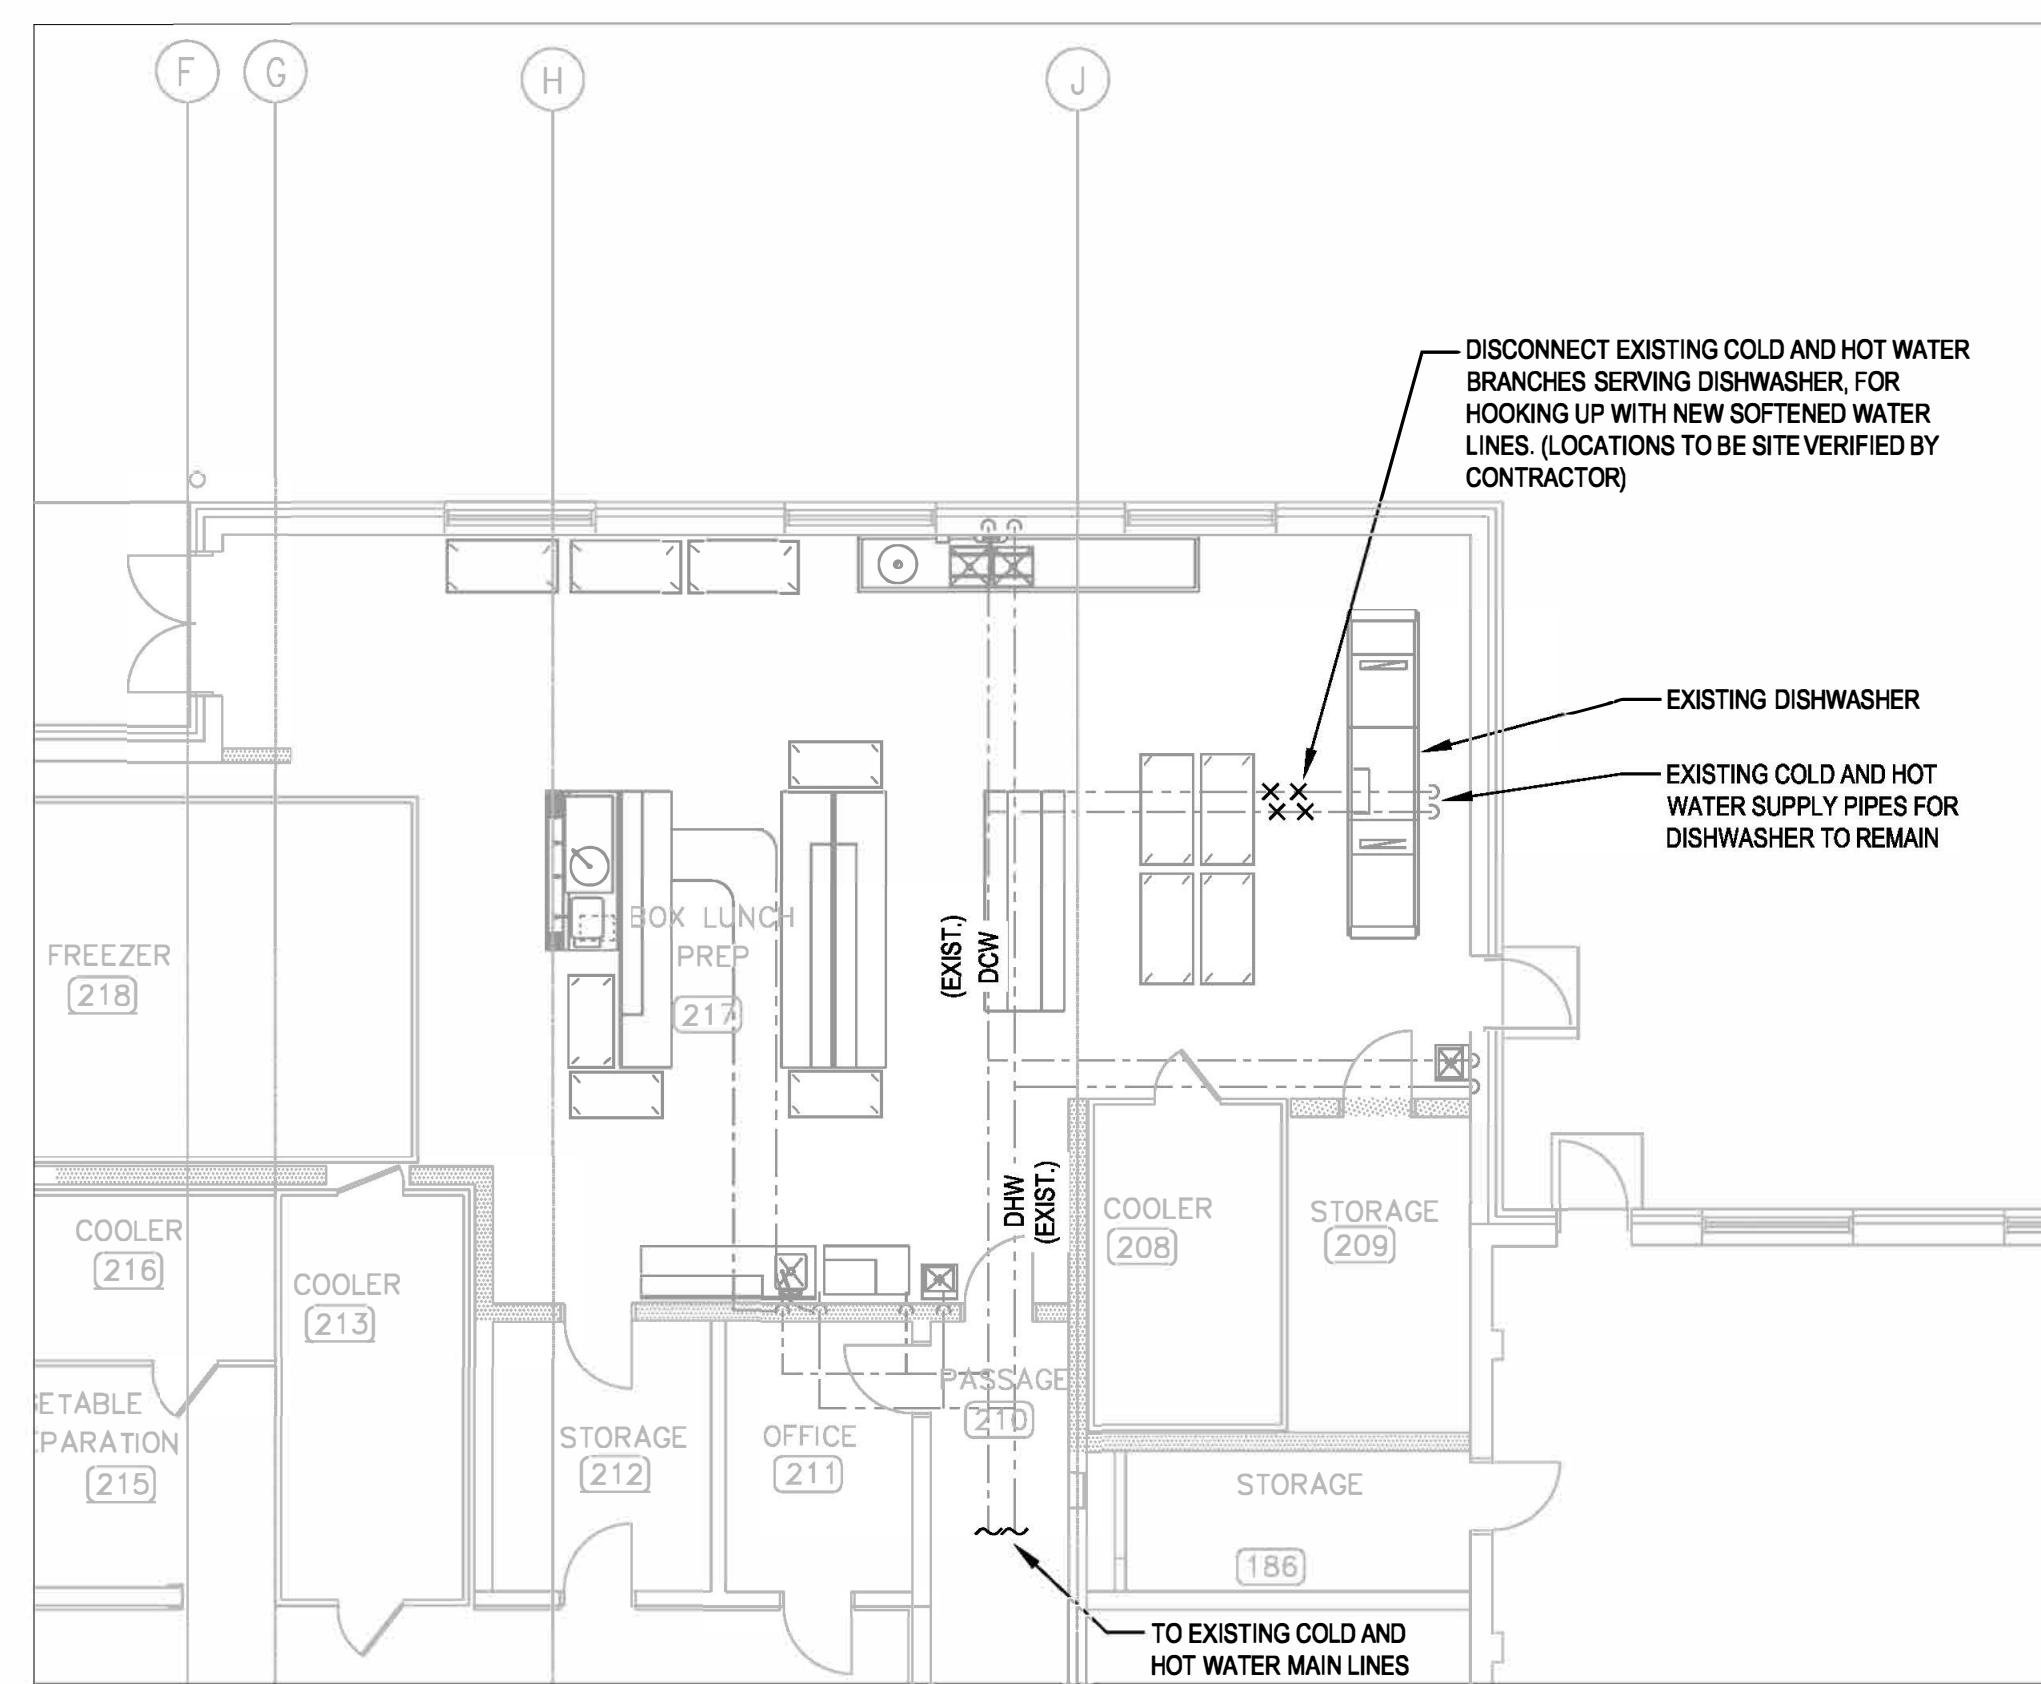 F
G
H
J
DISCONNECT EXISTING COLD AND HOT WATER
BRANCHES SERVING DISHWASHER, FOR
HOOKING UP WITH NEW SOFTENED WATER
LINES. (LOCATIONS TO BE SITE VERIFIED BY
CONTRACTOR)
EXISTING DISHWASHER
EXISTING COLD AND HOT
WATER SUPPLY PIPES FOR
DISHWASHER TO REMAIN
BOX LUNCH
PREP
217
(EXIST.)
DCW
FREEZER
218
DHW
(EXIST.)
COOLER
208
STORAGE
209
COOLER
216
COOLER
213
PASSAGE
210
ETABLE
PARATION
215
STORAGE
212
OFFICE
211
STORAGE
186
TO EXISTING COLD AND
HOT WATER MAIN LINES